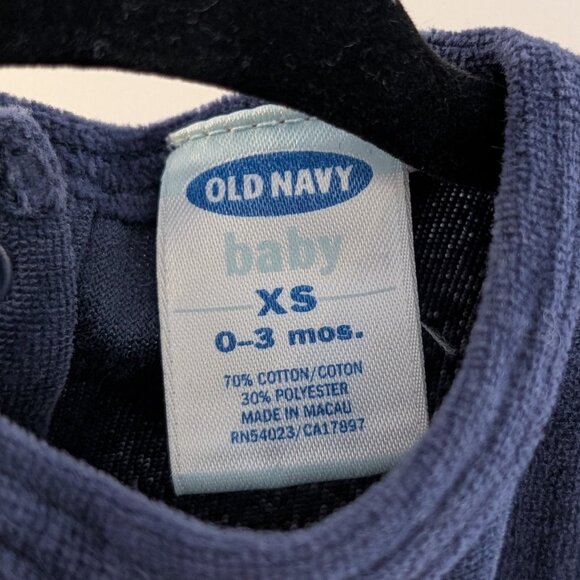 OLD NAVY
baby
XS
0-3 mos.
70% COTTON/COTON
30% POLYESTER
MADE IN MACAU
RN54023/CA17897